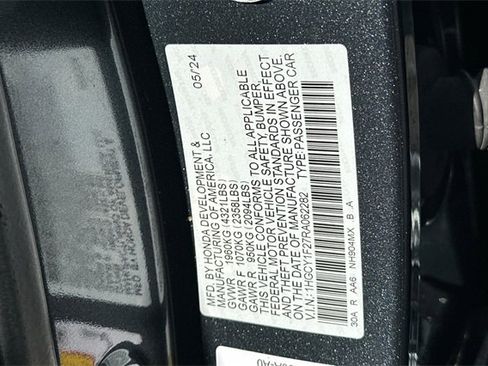 MFD. BY HONDA DEVELOPMENT &
MANUFACTURING OF AMERICA, LLC 05/24
GVWR 1960KG (4321LBS)
GAWR F 1070KG (2358LBS)
GAWR R 950KG (2094LBS)
THIS VEHICLE CONFORMS TO ALL APPLICABLE
FEDERAL MOTOR VEHICLE SAFETY, BUMPER,
AND THEFT PREVENTION STANDARDS IN EFFECT
ON THE DATE OF MANUFACTURE SHOWN ABOVE.
V.I.N.: 1HGCY1F27RA062282 TYPE: PASSENGER CAR
30A R AA6 NH904MX B .A